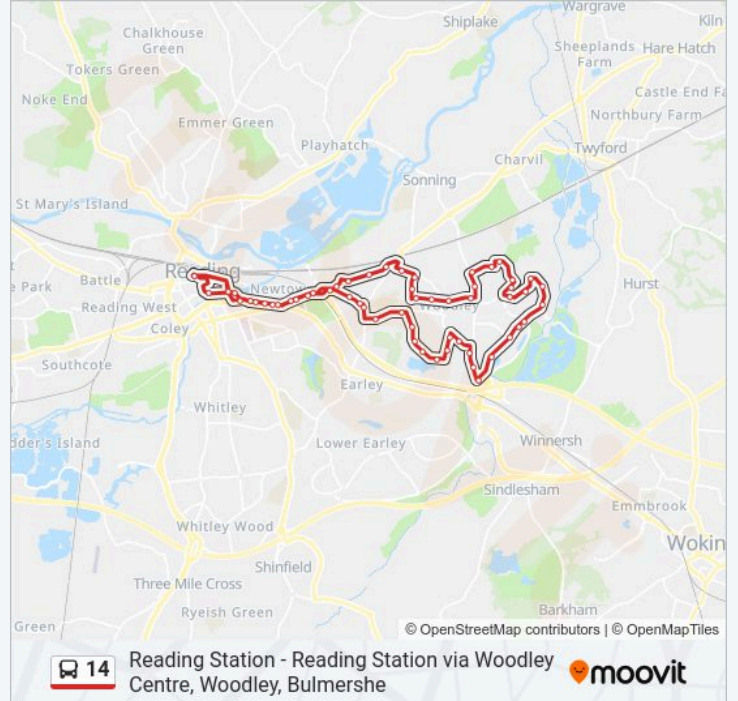 Wargrave
Shiplake
Kiln
Chalkhouse
Green
Sheeplands
Farm
Hare Hatch
Tokers Green
Castle End Fa
Noke End
Northbury Farm
Emmer Green
Playhatch
Twyford
Charvil
Sonning
St Mary's Island
Reading
Battle
e Park
Newtow
Hurst
Reading West
Woodley
Coley
Southcote
Earley
Whitley
dder's Island
Lower Earley
Winnersh
Sindlesham
Emmbrook
Whitley Wood
Wokin
Shinfield
Three Mile Cross
Barkham
Ryeish Green
Green
© OpenStreetMap contributors | © OpenMapTiles
14
Reading Station - Reading Station via Woodley
Centre, Woodley, Bulmershe
moovit